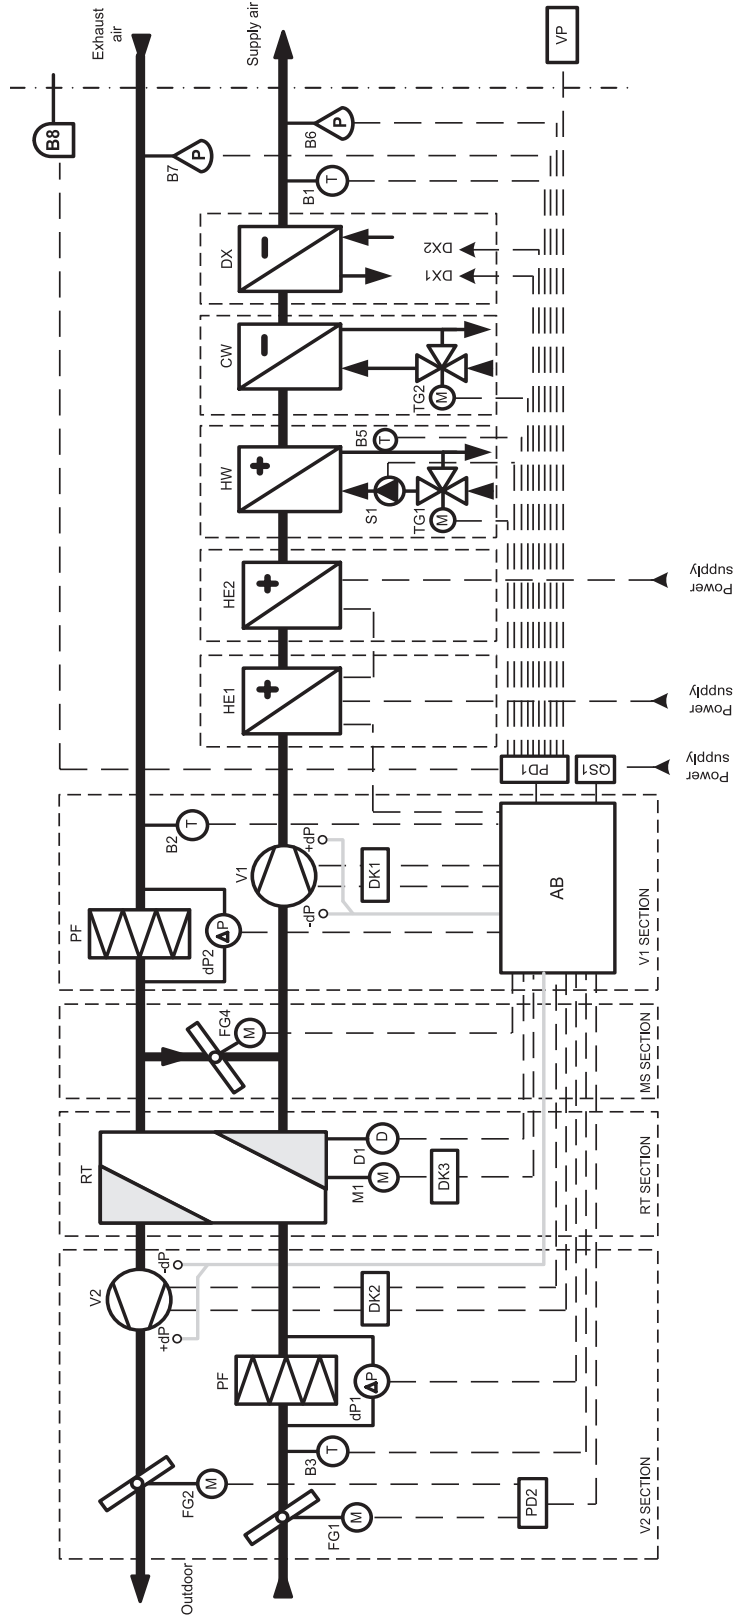 Exhaust
air
Supply air
VP
B8
B7
P
B6
P
B1
T
DX
DX2
DX1
CW
TG2
M
HW
B5
T
S1
TG1
M
HE2
HE1
Power
supply
Power
supply
Power
supply
PD1
QS1
AB
B2
T
V1
+dP
-dP
DK1
PF
dP2
ΔP
V1 SECTION
FG4
M
MS SECTION
RT
D1
D
M1
M
DK3
RT SECTION
V2
-dP
+dP
DK2
PF
dP1
ΔP
B3
T
FG2
M
FG1
M
PD2
V2 SECTION
Outdoor